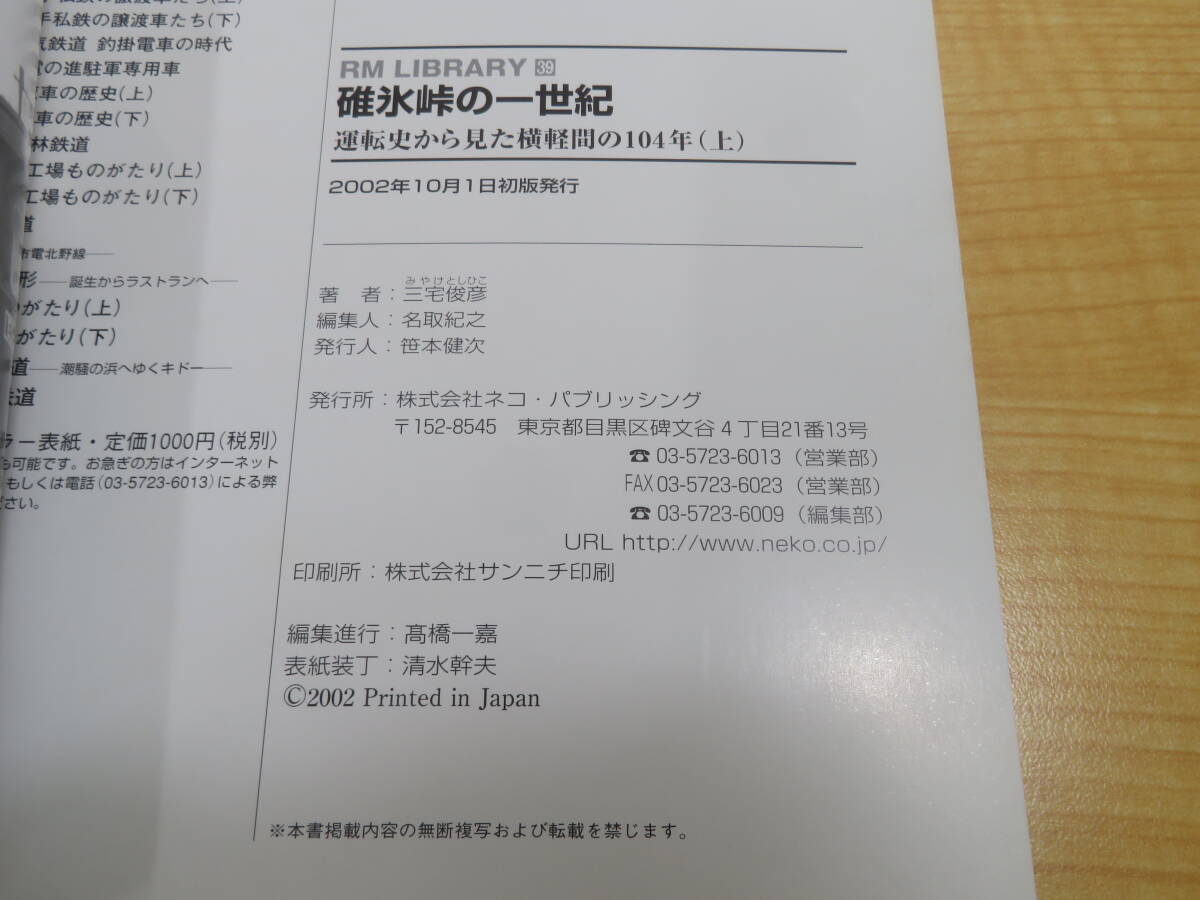 手私鉄の譲渡車たち(下)
鉄道 釣掛電車の時代
の進駐軍専用車
車の歴史(上)
車の歴史(下)
林鉄道
工場ものがたり(上)
工場ものがたり(下)
道
市電北野線──
形──誕生からラストランへ──
がたり(上)
がたり(下)
道──潮騒の浜へゆくキドー──
鉄道
ラー表紙・定価1000円(税別)
も可能です。お急ぎの方はインターネット
もしくは電話(03-5723-6013)による弊
ださい。
RM LIBRARY 39
碓氷峠の一世紀
運転史から見た横軽間の104年(上)
2002年10月1日初版発行
みやけとしひこ
著 者：三宅俊彦
編集人：名取紀之
発行人：笹本健次
発行所：株式会社ネコ・パブリッシング
〒152-8545 東京都目黒区碑文谷4丁目21番13号
☎ 03-5723-6013(営業部)
FAX 03-5723-6023(営業部)
☎ 03-5723-6009(編集部)
URL http://www.neko.co.jp/
印刷所：株式会社サンニチ印刷
編集進行：髙橋一嘉
表紙装丁：清水幹夫
©2002 Printed in Japan
※本書掲載内容の無断複写および転載を禁じます。